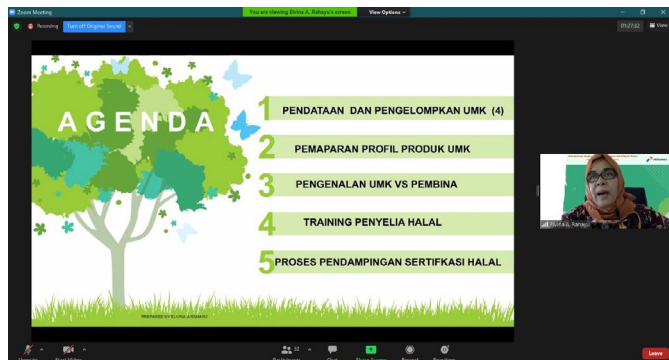 Zoom Meeting
You are viewing Elvina A. Rahayu's screen View Options
Recording Turn off Original Sound
01:27:32 View
AGENDA
1 PENDATAAN DAN PENGELOMPKAN UMK (4)
2 PEMAPARAN PROFIL PRODUK UMK
3 PENGENALAN UMK VS PEMBINA
4 TRAINING PENYELIA HALAL
5 PROSES PENDAMPINGAN SERTIFKASI HALAL
PREPARED BY ELVINA A.RAHAYU
Elvina A. Rahayu
32
Leave